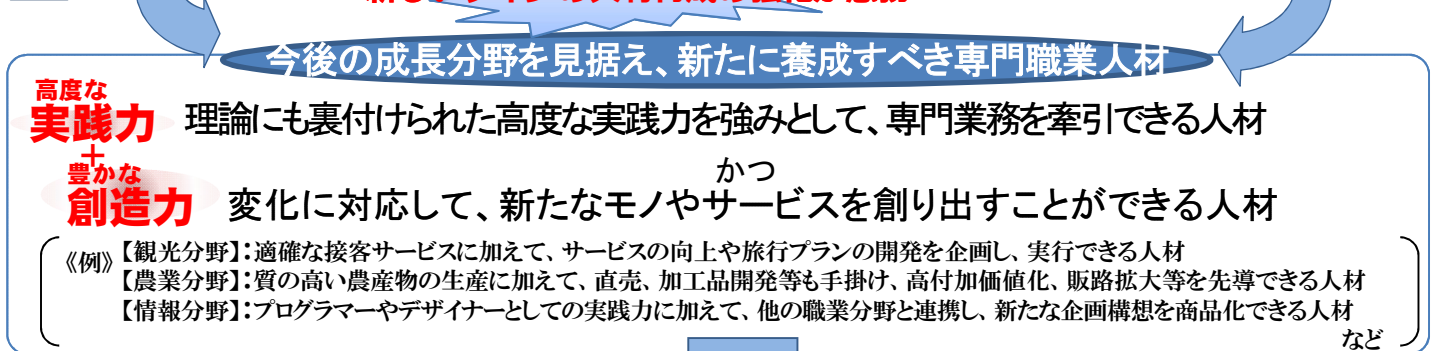 今後の成長分野を見据え、新たに養成すべき専門職業人材
高度な
実践力
理論にも裏付けられた高度な実践力を強みとして、専門業務を牽引できる人材
+
かつ
豊かな
創造力
変化に対応して、新たなモノやサービスを創り出すことができる人材
《例》【観光分野】：適確な接客サービスに加えて、サービスの向上や旅行プランの開発を企画し、実行できる人材
【農業分野】：質の高い農産物の生産に加えて、直売、加工品開発等も手掛け、高付加価値化、販路拡大等を先導できる人材
【情報分野】：プログラマーやデザイナーとしての実践力に加えて、他の職業分野と連携し、新たな企画構想を商品化できる人材
など